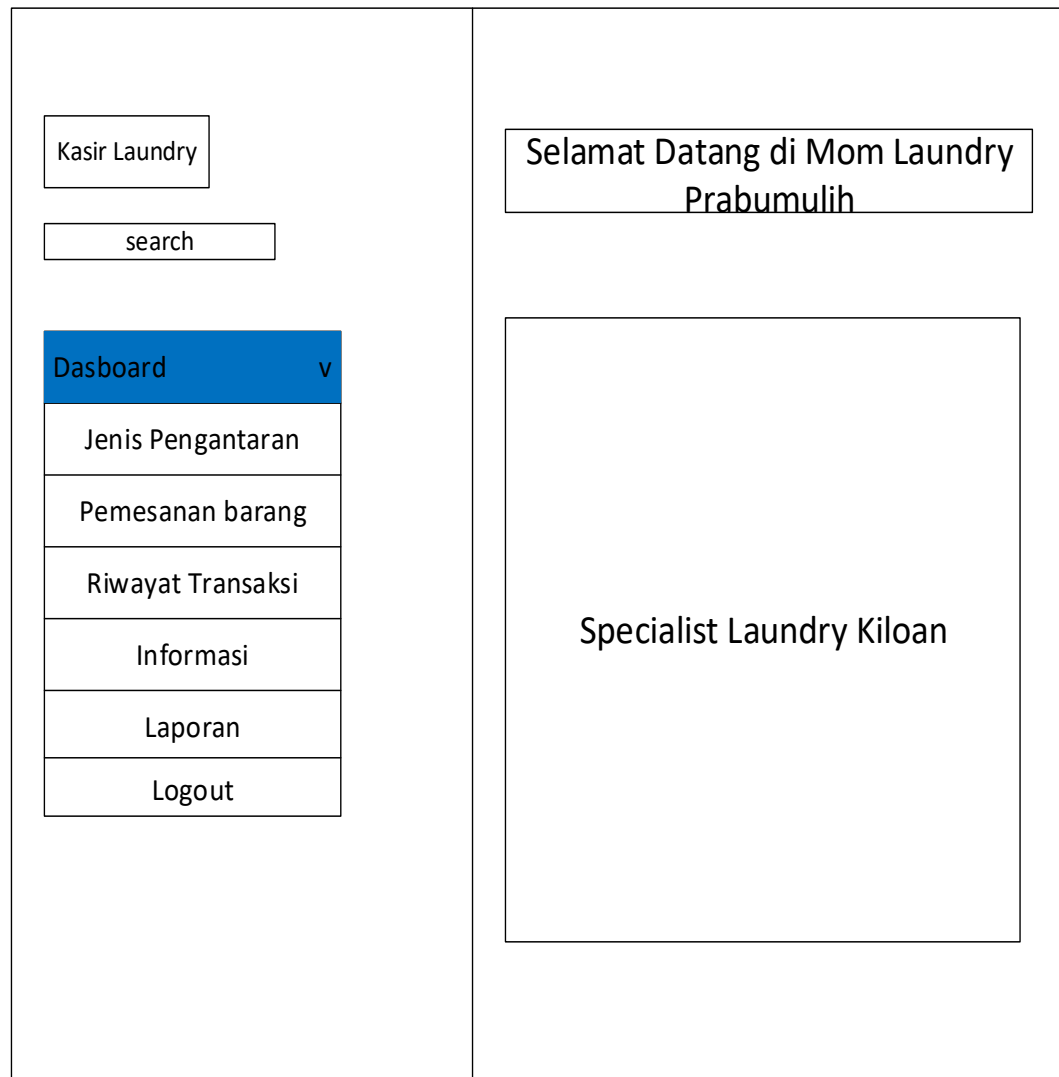 Kasir Laundry
search
Dasboard v
Jenis Pengantaran
Pemesanan barang
Riwayat Transaksi
Informasi
Laporan
Logout
Selamat Datang di Mom Laundry
Prabumulih
Specialist Laundry Kiloan